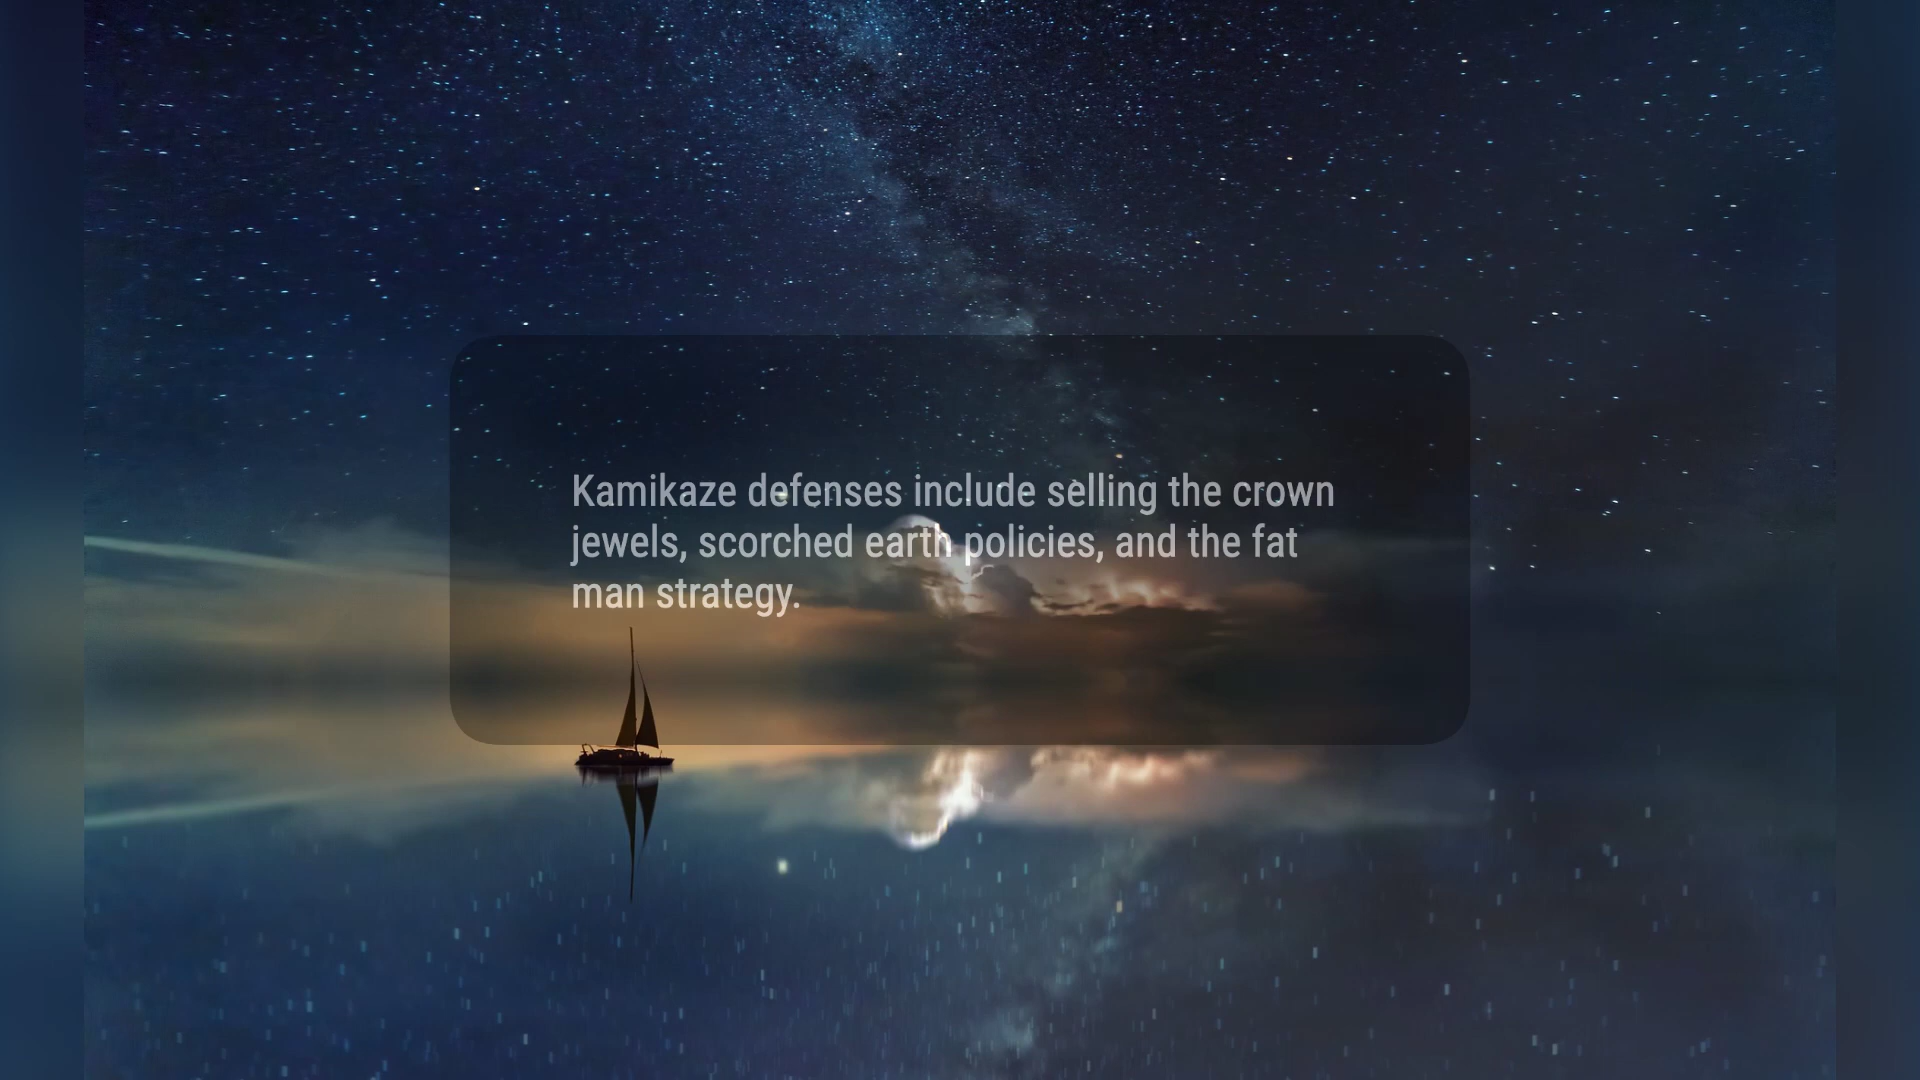 Kamikaze defenses include selling the crown
jewels, scorched earth policies, and the fat
man strategy.